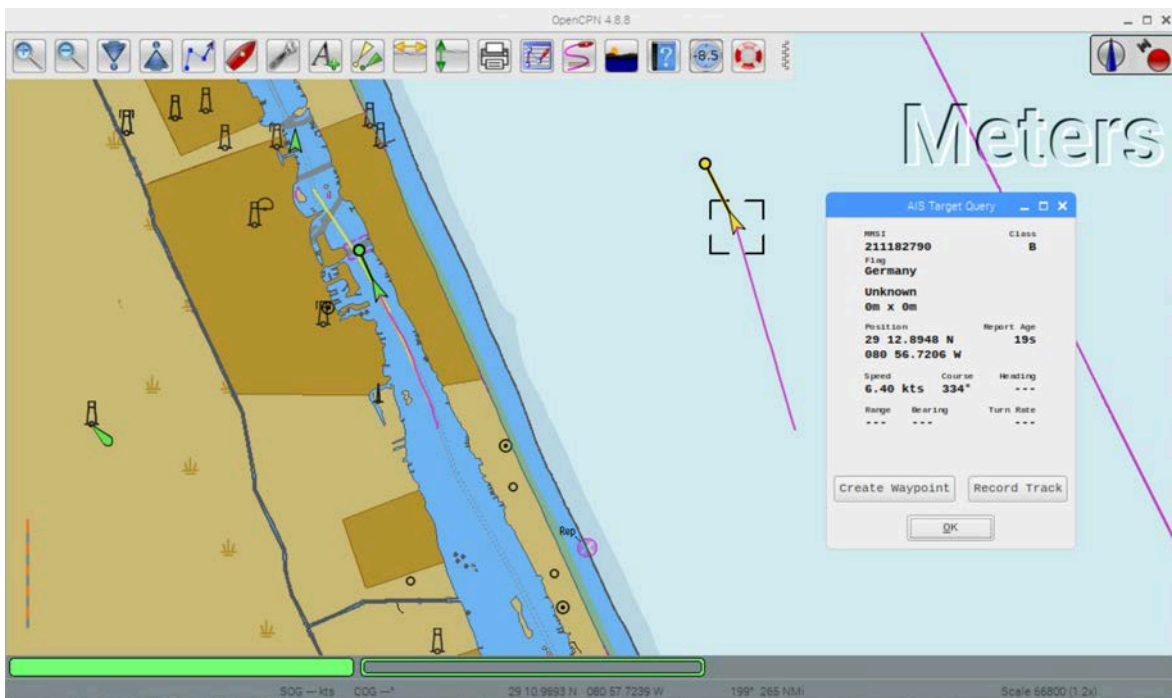 OpenCPN 4.8.8
-8.5
Meters
AIS Target Query
MMSI Class
211182790 B
Flag
Germany
Unknown
0m x 0m
Position Report Age
29 12.8948 N 19s
080 56.7206 W
Speed Course Heading
6.40 kts 334° ---
Range Bearing Turn Rate
--- --- ---
Create Waypoint Record Track
OK
Rep
SOG --- kts COG ---° 29 10.9693 N 080 57.7239 W 199° 265 NMi Scale 66800 (1.2x)